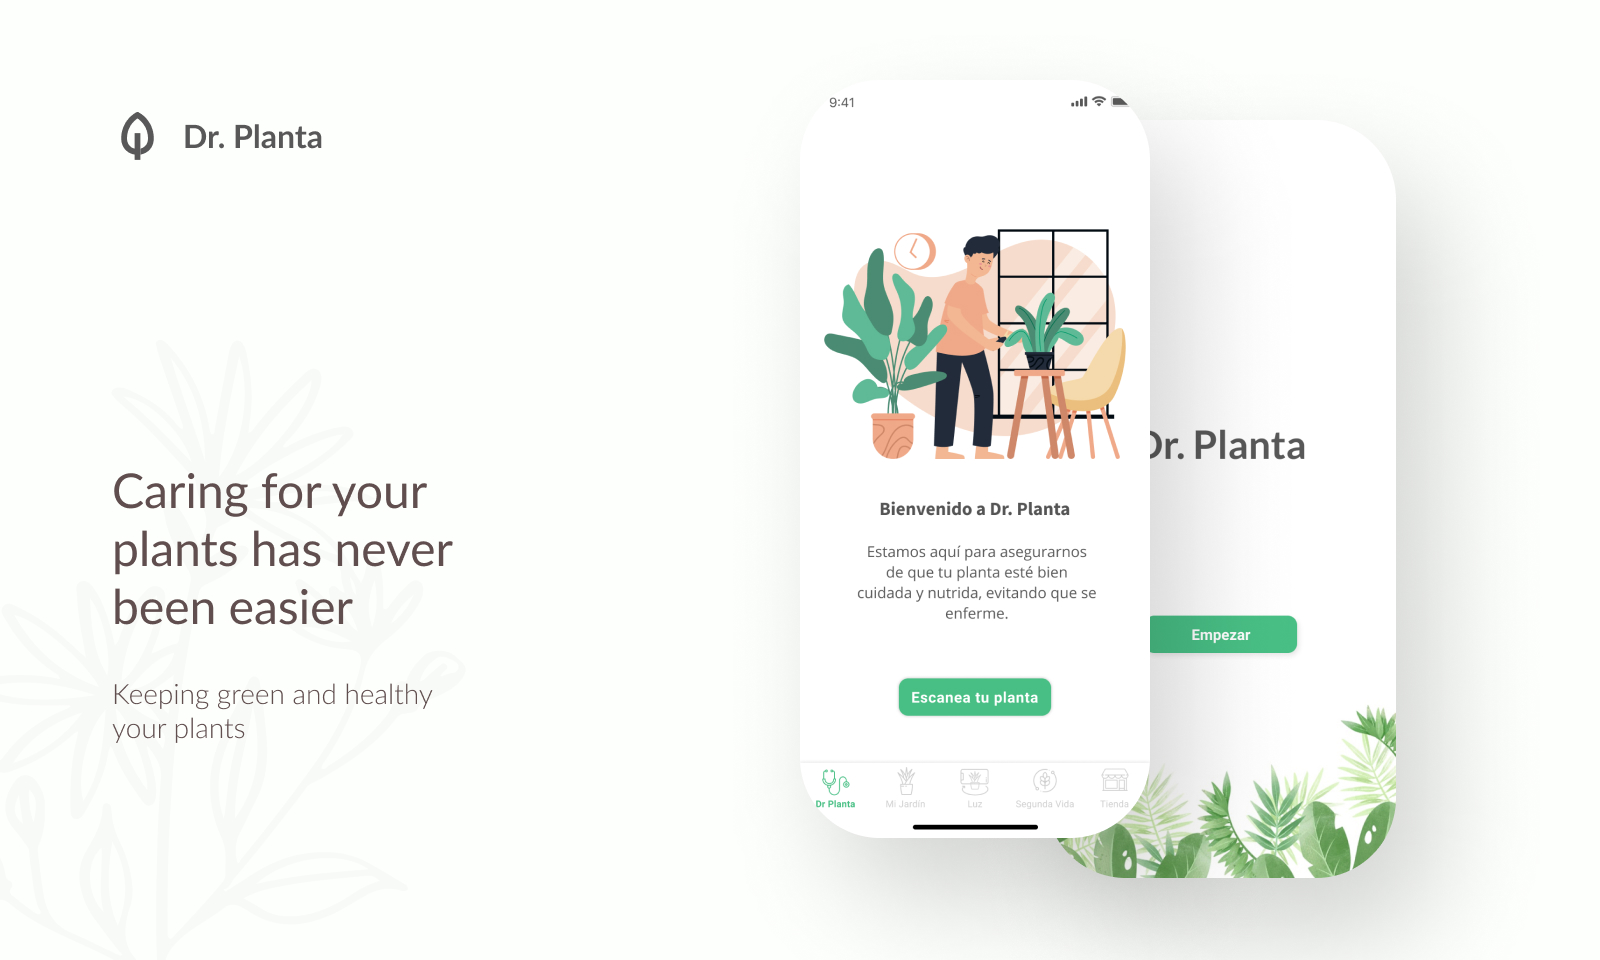 Dr. Planta
Caring for your
plants has never
been easier
Keeping green and healthy
your plants
9:41
Bienvenido a Dr. Planta
Estamos aquí para asegurarnos
de que tu planta esté bien
cuidada y nutrida, evitando que se
enferme.
Escanea tu planta
Dr Planta
Mi Jardín
Luz
Segunda Vida
Tienda
Dr. Planta
Empezar